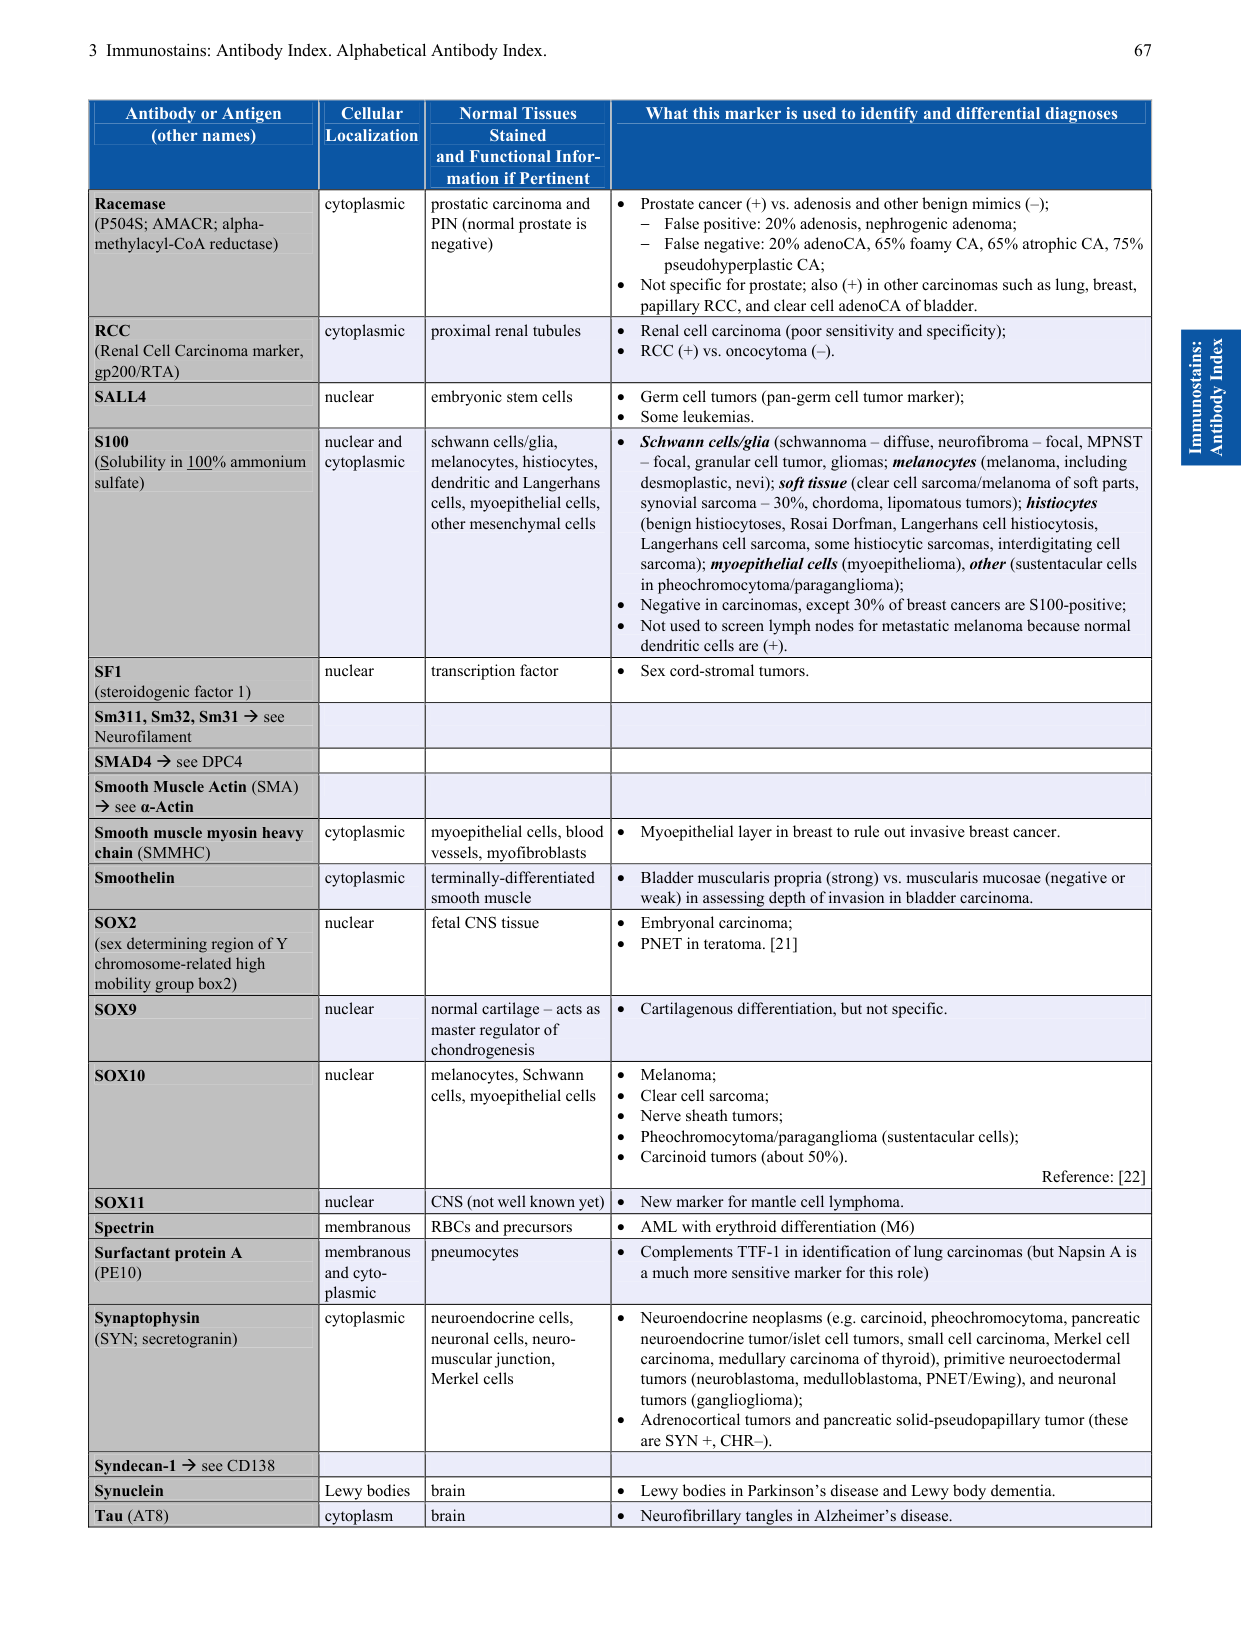 3 Immunostains: Antibody Index. Alphabetical Antibody Index.
67
Antibody or Antigen
(other names)
Cellular
Localization
Normal Tissues
Stained
and Functional Infor-
mation if Pertinent
What this marker is used to identify and differential diagnoses
Racemase
(P504S; AMACR; alpha-
methylacyl-CoA reductase)
cytoplasmic
prostatic carcinoma and
PIN (normal prostate is
negative)
• Prostate cancer (+) vs. adenosis and other benign mimics (–);
– False positive: 20% adenosis, nephrogenic adenoma;
– False negative: 20% adenoCA, 65% foamy CA, 65% atrophic CA, 75%
pseudohyperplastic CA;
• Not specific for prostate; also (+) in other carcinomas such as lung, breast,
papillary RCC, and clear cell adenoCA of bladder.
RCC
(Renal Cell Carcinoma marker,
gp200/RTA)
cytoplasmic
proximal renal tubules
• Renal cell carcinoma (poor sensitivity and specificity);
• RCC (+) vs. oncocytoma (–).
SALL4
nuclear
embryonic stem cells
• Germ cell tumors (pan-germ cell tumor marker);
• Some leukemias.
S100
(Solubility in 100% ammonium
sulfate)
nuclear and
cytoplasmic
schwann cells/glia,
melanocytes, histiocytes,
dendritic and Langerhans
cells, myoepithelial cells,
other mesenchymal cells
• Schwann cells/glia (schwannoma – diffuse, neurofibroma – focal, MPNST
– focal, granular cell tumor, gliomas; melanocytes (melanoma, including
desmoplastic, nevi); soft tissue (clear cell sarcoma/melanoma of soft parts,
synovial sarcoma – 30%, chordoma, lipomatous tumors); histiocytes
(benign histiocytoses, Rosai Dorfman, Langerhans cell histiocytosis,
Langerhans cell sarcoma, some histiocytic sarcomas, interdigitating cell
sarcoma); myoepithelial cells (myoepithelioma), other (sustentacular cells
in pheochromocytoma/paraganglioma);
• Negative in carcinomas, except 30% of breast cancers are S100-positive;
• Not used to screen lymph nodes for metastatic melanoma because normal
dendritic cells are (+).
SF1
(steroidogenic factor 1)
nuclear
transcription factor
• Sex cord-stromal tumors.
Sm311, Sm32, Sm31 → see
Neurofilament
SMAD4 → see DPC4
Smooth Muscle Actin (SMA)
→ see α-Actin
Smooth muscle myosin heavy
chain (SMMHC)
cytoplasmic
myoepithelial cells, blood
vessels, myofibroblasts
• Myoepithelial layer in breast to rule out invasive breast cancer.
Smoothelin
cytoplasmic
terminally-differentiated
smooth muscle
• Bladder muscularis propria (strong) vs. muscularis mucosae (negative or
weak) in assessing depth of invasion in bladder carcinoma.
SOX2
(sex determining region of Y
chromosome-related high
mobility group box2)
nuclear
fetal CNS tissue
• Embryonal carcinoma;
• PNET in teratoma. [21]
SOX9
nuclear
normal cartilage – acts as
master regulator of
chondrogenesis
• Cartilagenous differentiation, but not specific.
SOX10
nuclear
melanocytes, Schwann
cells, myoepithelial cells
• Melanoma;
• Clear cell sarcoma;
• Nerve sheath tumors;
• Pheochromocytoma/paraganglioma (sustentacular cells);
• Carcinoid tumors (about 50%).
Reference: [22]
SOX11
nuclear
CNS (not well known yet)
• New marker for mantle cell lymphoma.
Spectrin
membranous
RBCs and precursors
• AML with erythroid differentiation (M6)
Surfactant protein A
(PE10)
membranous
and cyto-
plasmic
pneumocytes
• Complements TTF-1 in identification of lung carcinomas (but Napsin A is
a much more sensitive marker for this role)
Synaptophysin
(SYN; secretogranin)
cytoplasmic
neuroendocrine cells,
neuronal cells, neuro-
muscular junction,
Merkel cells
• Neuroendocrine neoplasms (e.g. carcinoid, pheochromocytoma, pancreatic
neuroendocrine tumor/islet cell tumors, small cell carcinoma, Merkel cell
carcinoma, medullary carcinoma of thyroid), primitive neuroectodermal
tumors (neuroblastoma, medulloblastoma, PNET/Ewing), and neuronal
tumors (ganglioglioma);
• Adrenocortical tumors and pancreatic solid-pseudopapillary tumor (these
are SYN +, CHR–).
Syndecan-1 → see CD138
Synuclein
Lewy bodies
brain
• Lewy bodies in Parkinson’s disease and Lewy body dementia.
Tau (AT8)
cytoplasm
brain
• Neurofibrillary tangles in Alzheimer’s disease.
Immunostains:
Antibody Index